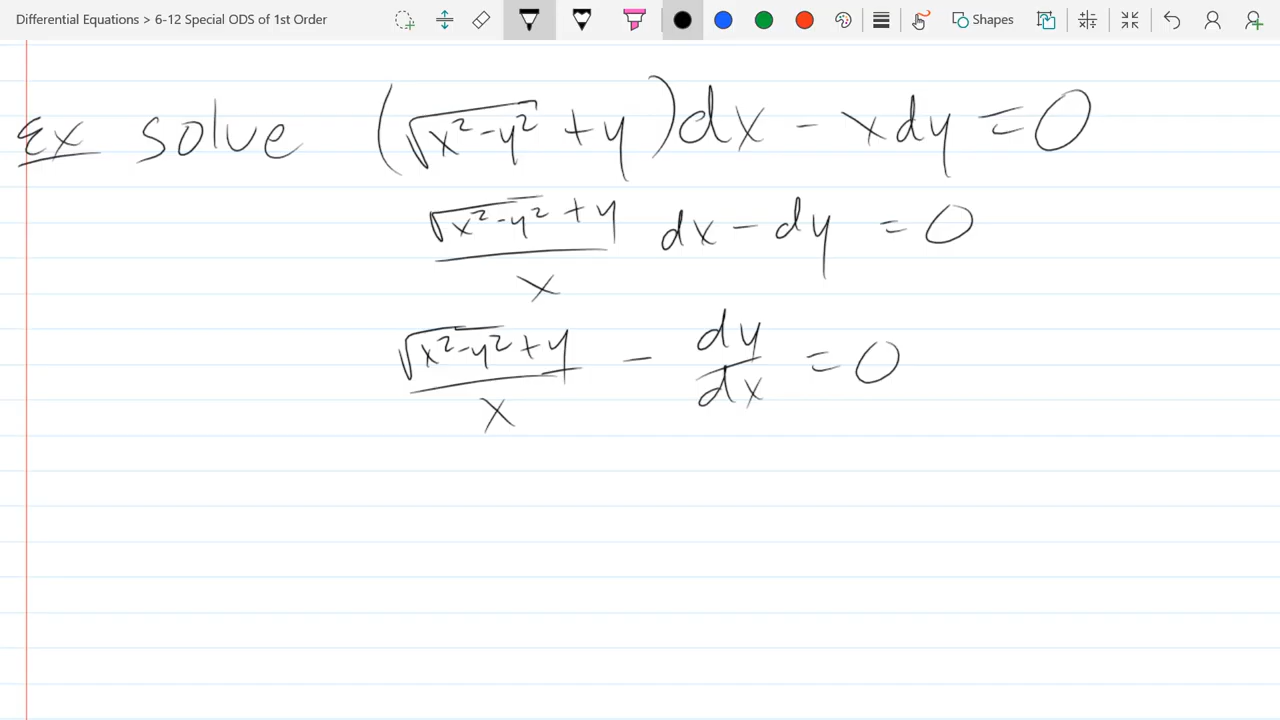 Differential Equations > 6-12 Special ODS of 1st Order
Shapes
Ex solve (√(x²-y²) + y) dx - x dy = 0
(√(x²-y²) + y)/x dx - dy = 0
(√(x²-y²) + y)/x - dy/dx = 0